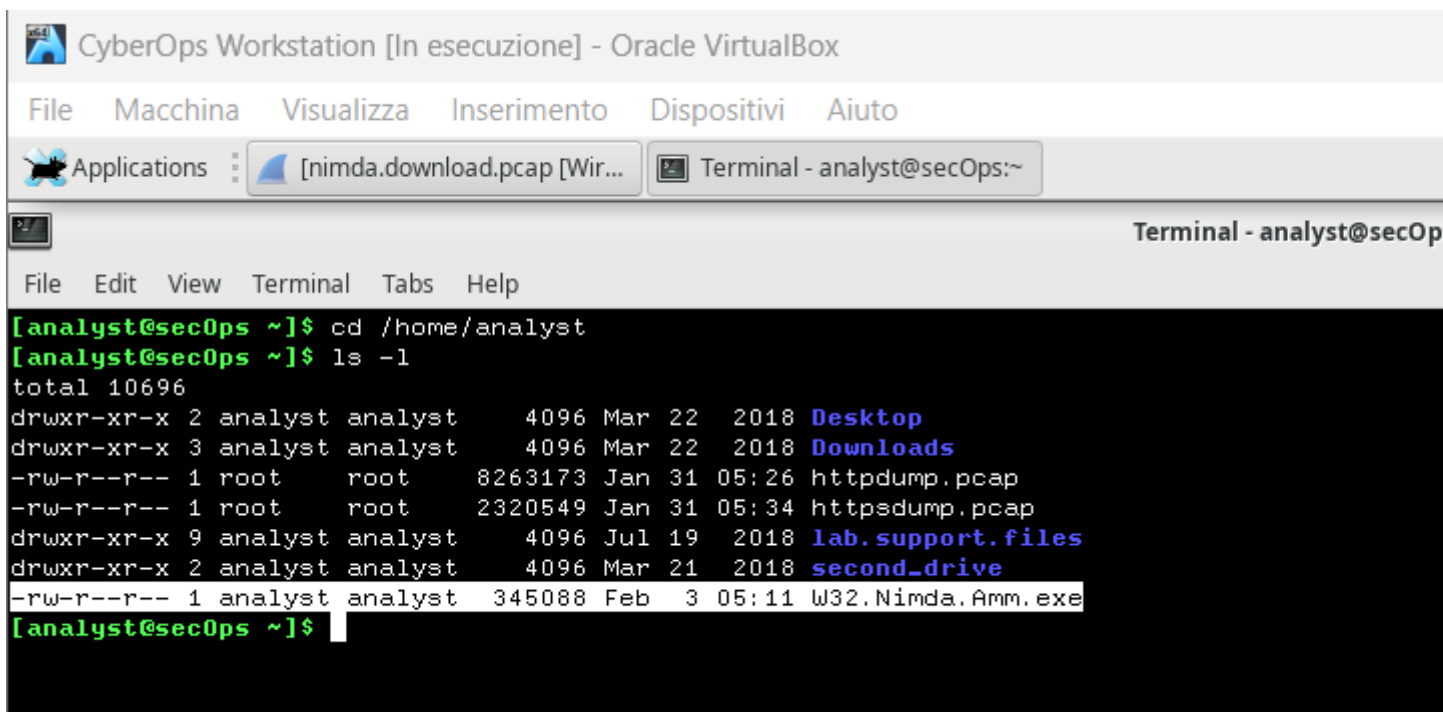 CyberOps Workstation [In esecuzione] - Oracle VirtualBox
File Macchina Visualizza Inserimento Dispositivi Aiuto
Applications [nimda.download.pcap [Wir... Terminal - analyst@secOps:~
Terminal - analyst@secOp
File Edit View Terminal Tabs Help
[analyst@secOps ~]$ cd /home/analyst
[analyst@secOps ~]$ ls -l
total 10696
drwxr-xr-x 2 analyst analyst    4096 Mar 22  2018 Desktop
drwxr-xr-x 3 analyst analyst    4096 Mar 22  2018 Downloads
-rw-r--r-- 1 root    root    8263173 Jan 31 05:26 httpdump.pcap
-rw-r--r-- 1 root    root    2320549 Jan 31 05:34 httpsdump.pcap
drwxr-xr-x 9 analyst analyst    4096 Jul 19  2018 lab.support.files
drwxr-xr-x 2 analyst analyst    4096 Mar 21  2018 second_drive
-rw-r--r-- 1 analyst analyst  345088 Feb  3 05:11 W32.Nimda.Amm.exe
[analyst@secOps ~]$